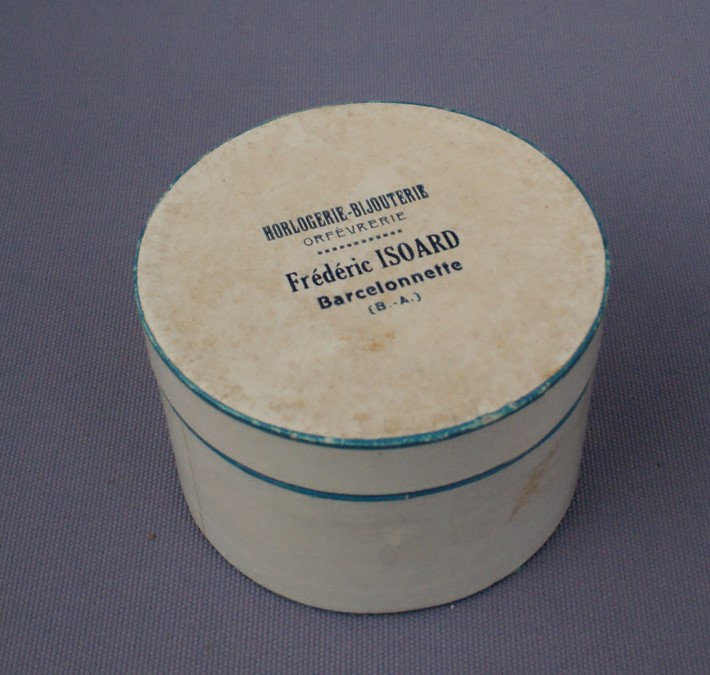 HORLOGERIE-BIJOUTERIE
ORFÈVRERIE
Frédéric ISOARD
Barcelonnette
(B.-A.)